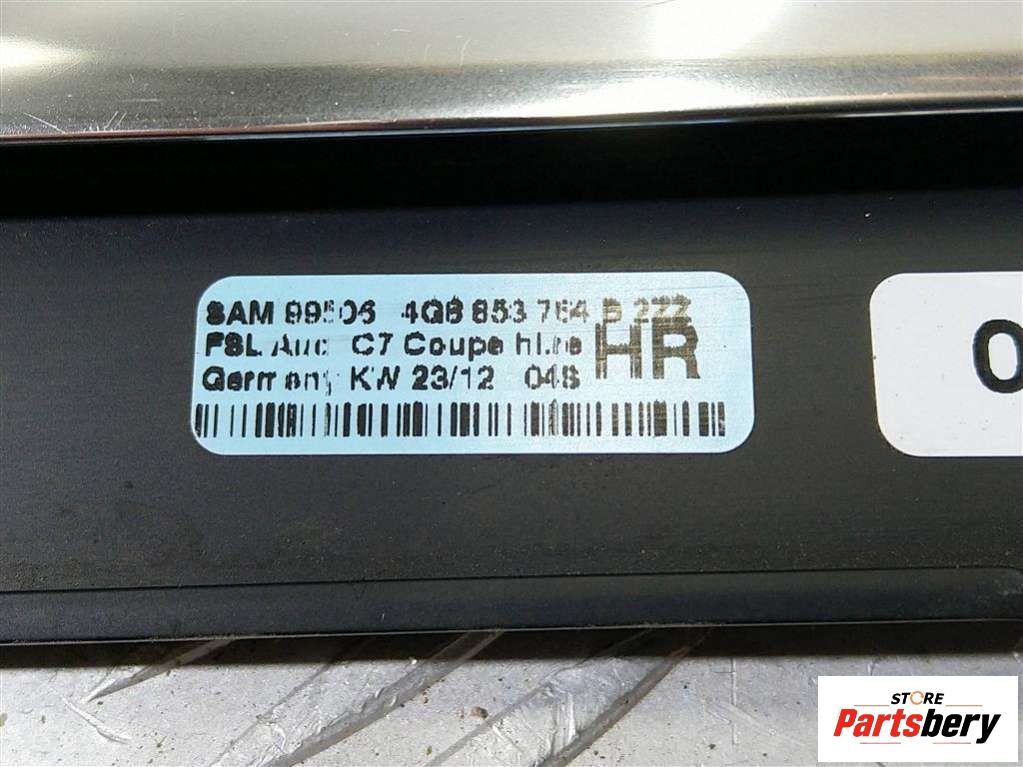 SAM 99506 4G8 853 764 B 2ZZ
FSL Audi C7 Coupe hi.re HR
Germany KW 23/12 048
0
STORE
Partsbery